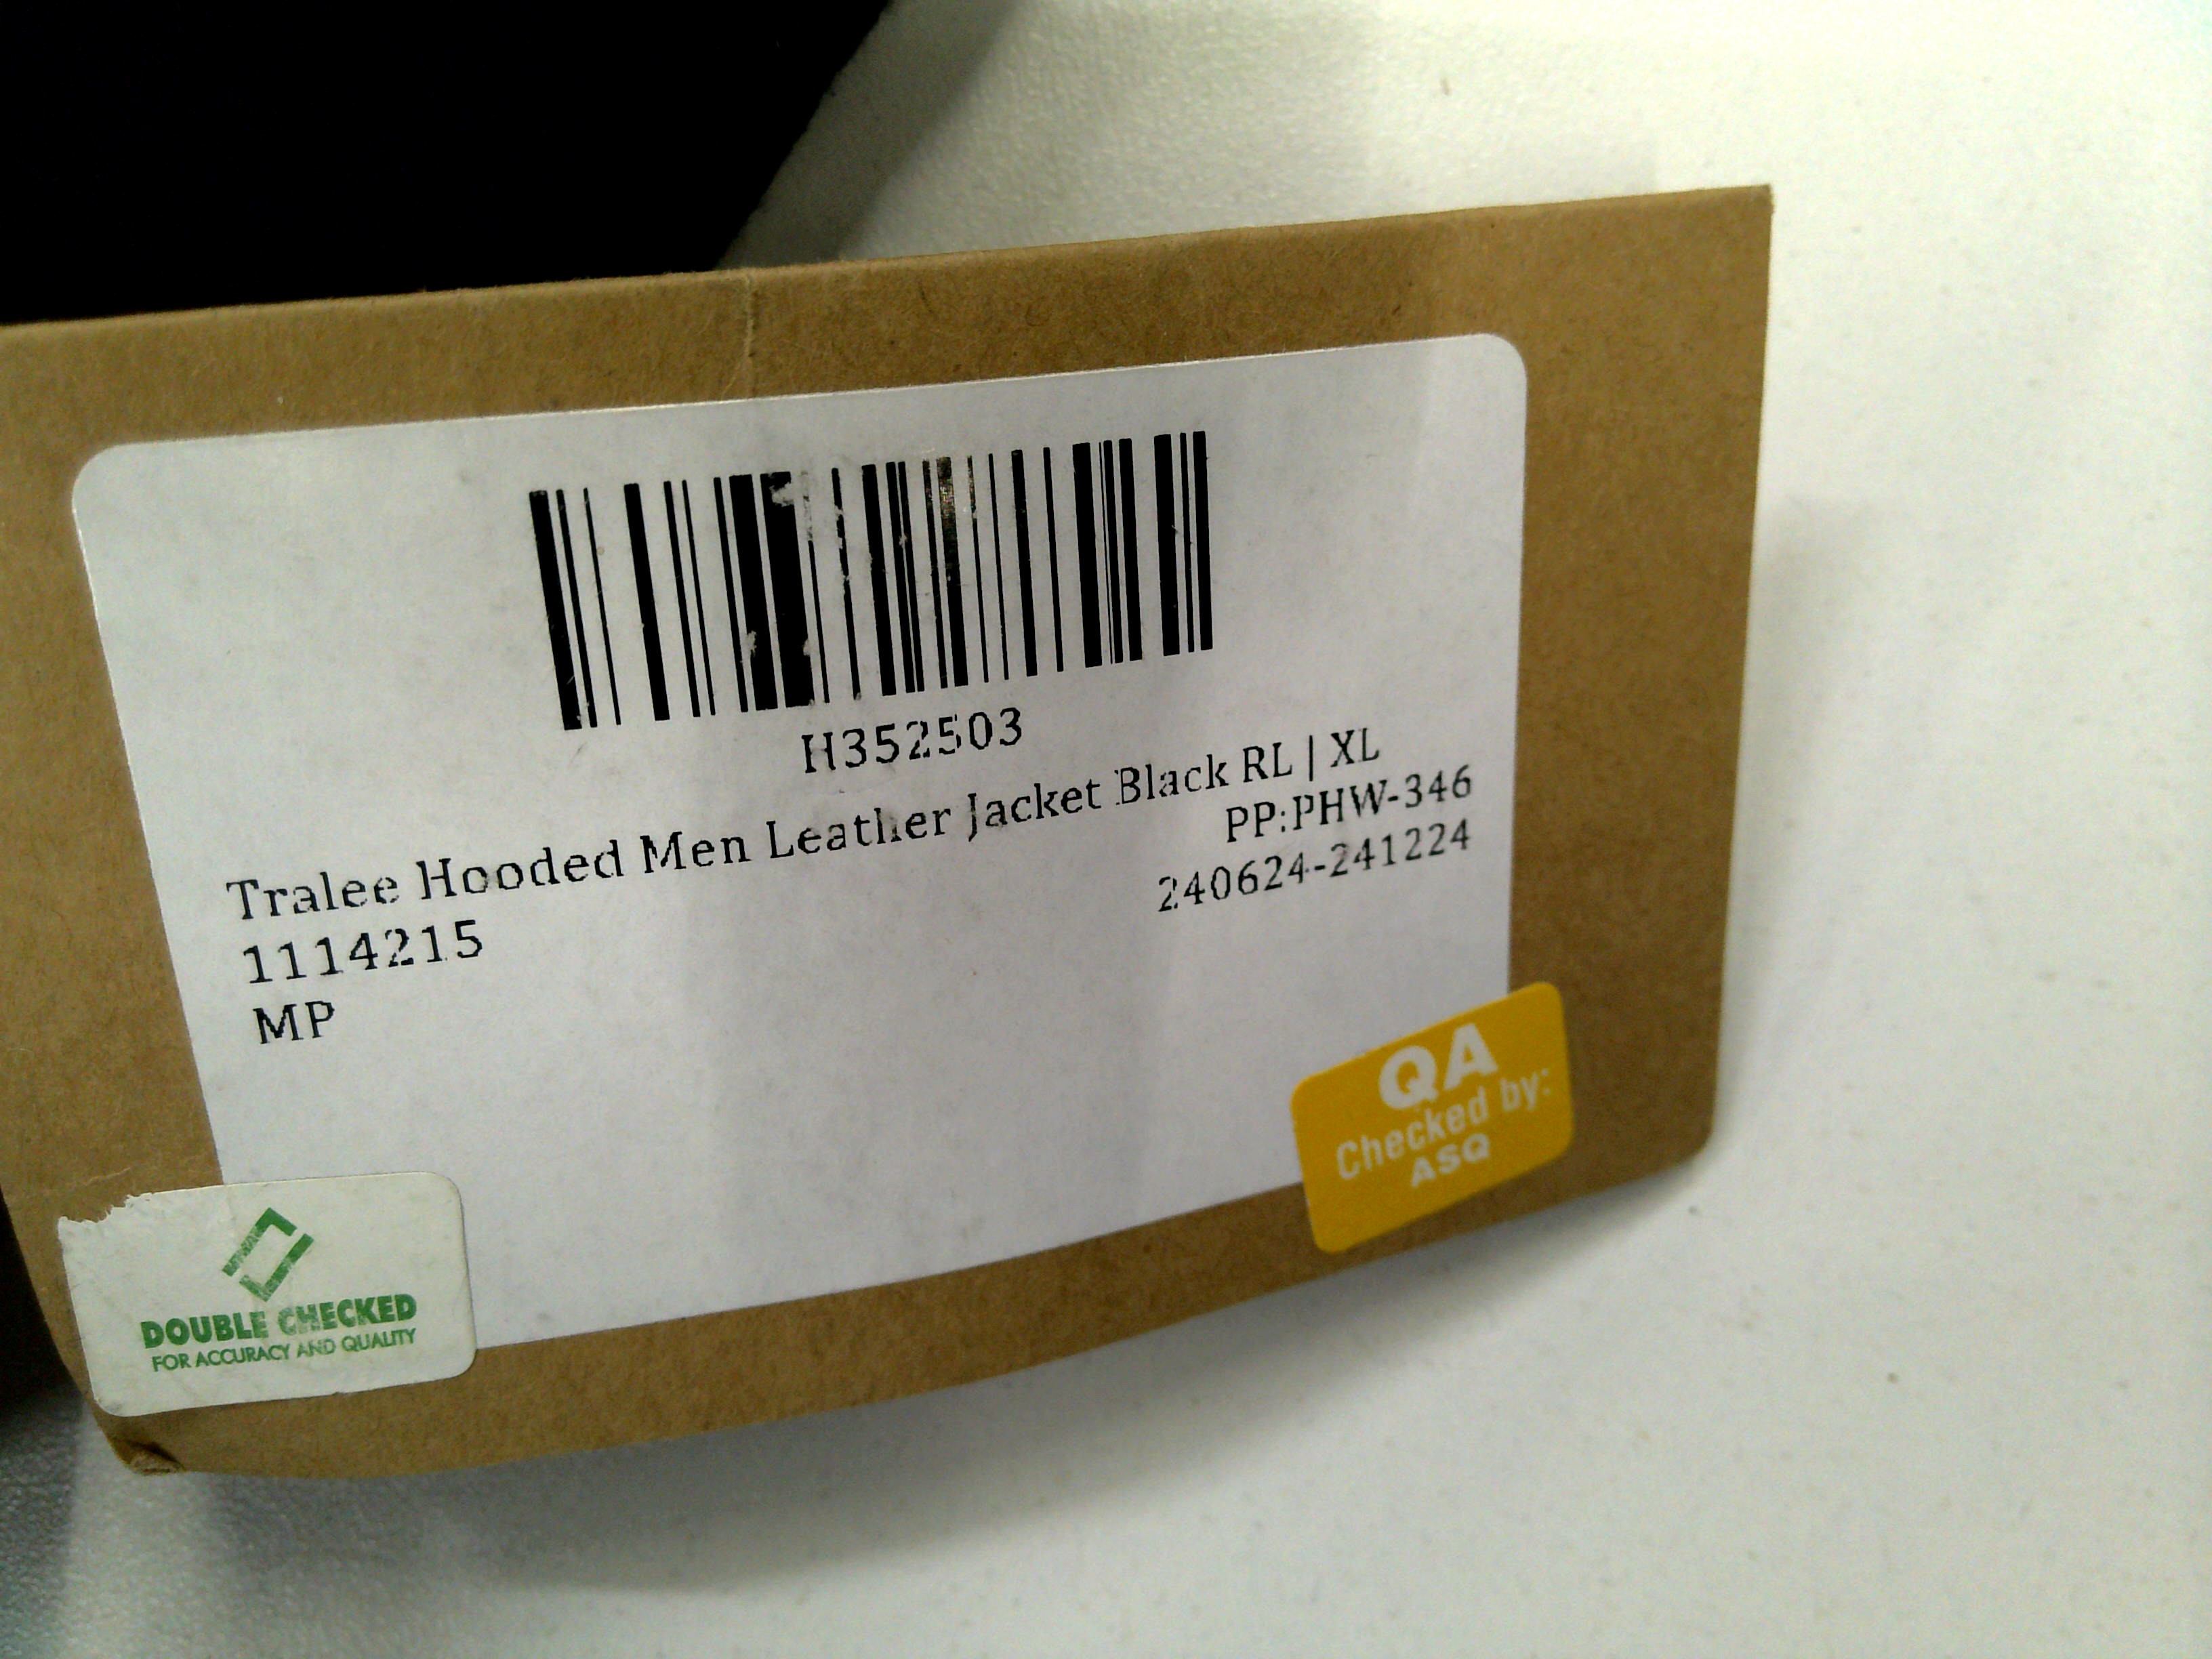 H352503
Tralee Hooded Men Leather Jacket Black RL | XL
PP:PHW-346
1114215
240624-241224
MP
QA
Checked by:
ASQ
DOUBLE CHECKED
FOR ACCURACY AND QUALITY